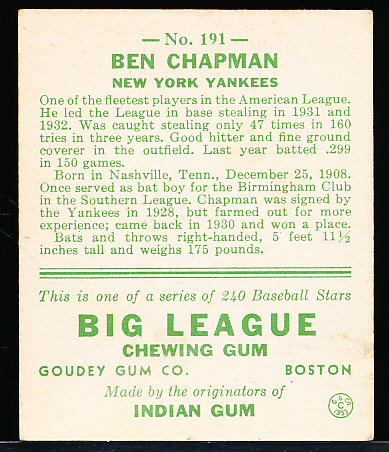 — No. 191 —
BEN CHAPMAN
NEW YORK YANKEES
One of the fleetest players in the American League.
He led the League in base stealing in 1931 and
1932. Was caught stealing only 47 times in 160
tries in three years. Good hitter and fine ground
coverer in the outfield. Last year batted .299
in 150 games.
Born in Nashville, Tenn., December 25, 1908.
Once served as bat boy for the Birmingham Club
in the Southern League. Chapman was signed by
the Yankees in 1928, but farmed out for more
experience; came back in 1930 and won a place.
Bats and throws right-handed, 5 feet 11½
inches tall and weighs 175 pounds.
This is one of a series of 240 Baseball Stars
BIG LEAGUE
CHEWING GUM
GOUDEY GUM CO. BOSTON
Made by the originators of
INDIAN GUM
G. G. CO.
C
1933